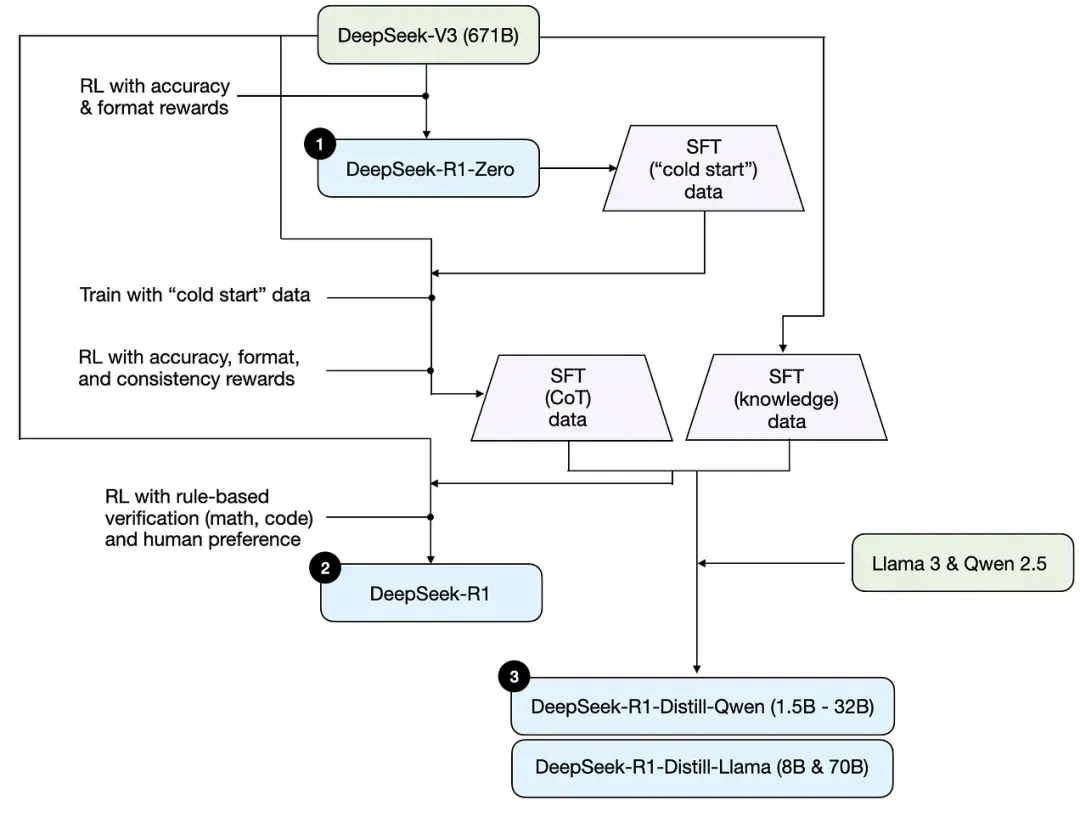 DeepSeek-V3 (671B)
RL with accuracy
& format rewards
1
DeepSeek-R1-Zero
SFT
(“cold start”)
data
Train with “cold start” data
RL with accuracy, format,
and consistency rewards
SFT
(CoT)
data
SFT
(knowledge)
data
RL with rule-based
verification (math, code)
and human preference
2
DeepSeek-R1
Llama 3 & Qwen 2.5
3
DeepSeek-R1-Distill-Qwen (1.5B - 32B)
DeepSeek-R1-Distill-Llama (8B & 70B)